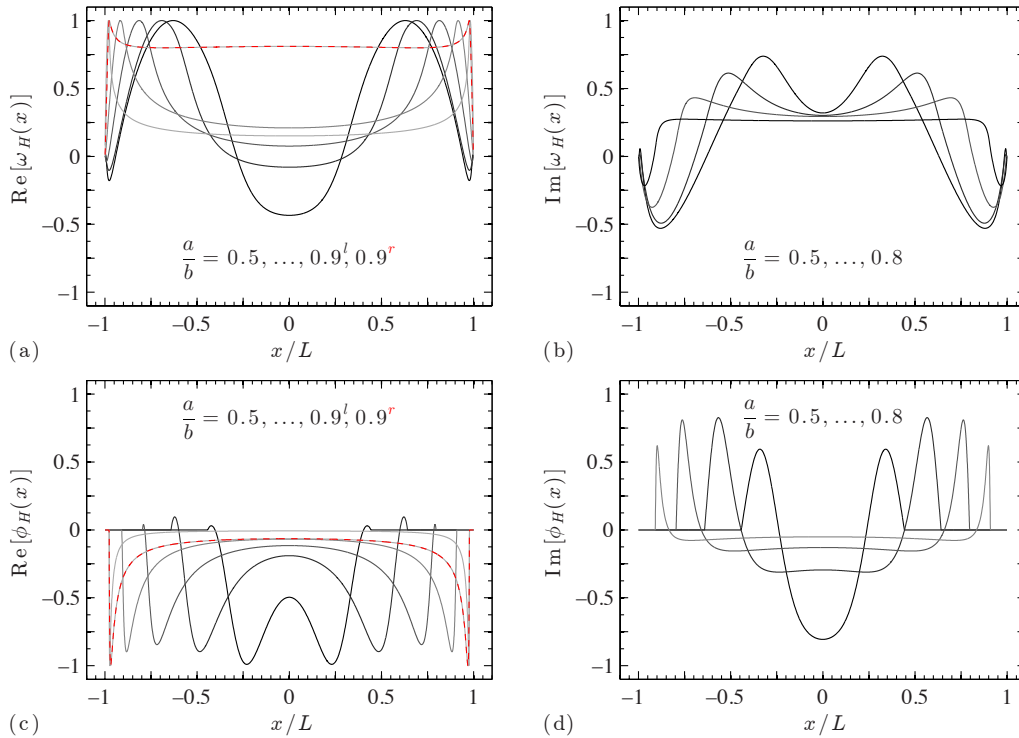 1
0.5
0
−0.5
−1
Re[ω_H(x)]
a/b = 0.5, ..., 0.9^l, 0.9^r
−1 −0.5 0 0.5 1
(a) x/L
1
0.5
0
−0.5
−1
Im[ω_H(x)]
a/b = 0.5, ..., 0.8
−1 −0.5 0 0.5 1
(b) x/L
1
0.5
0
−0.5
−1
Re[ϕ_H(x)]
a/b = 0.5, ..., 0.9^l, 0.9^r
−1 −0.5 0 0.5 1
(c) x/L
1
0.5
0
−0.5
−1
Im[ϕ_H(x)]
a/b = 0.5, ..., 0.8
−1 −0.5 0 0.5 1
(d) x/L